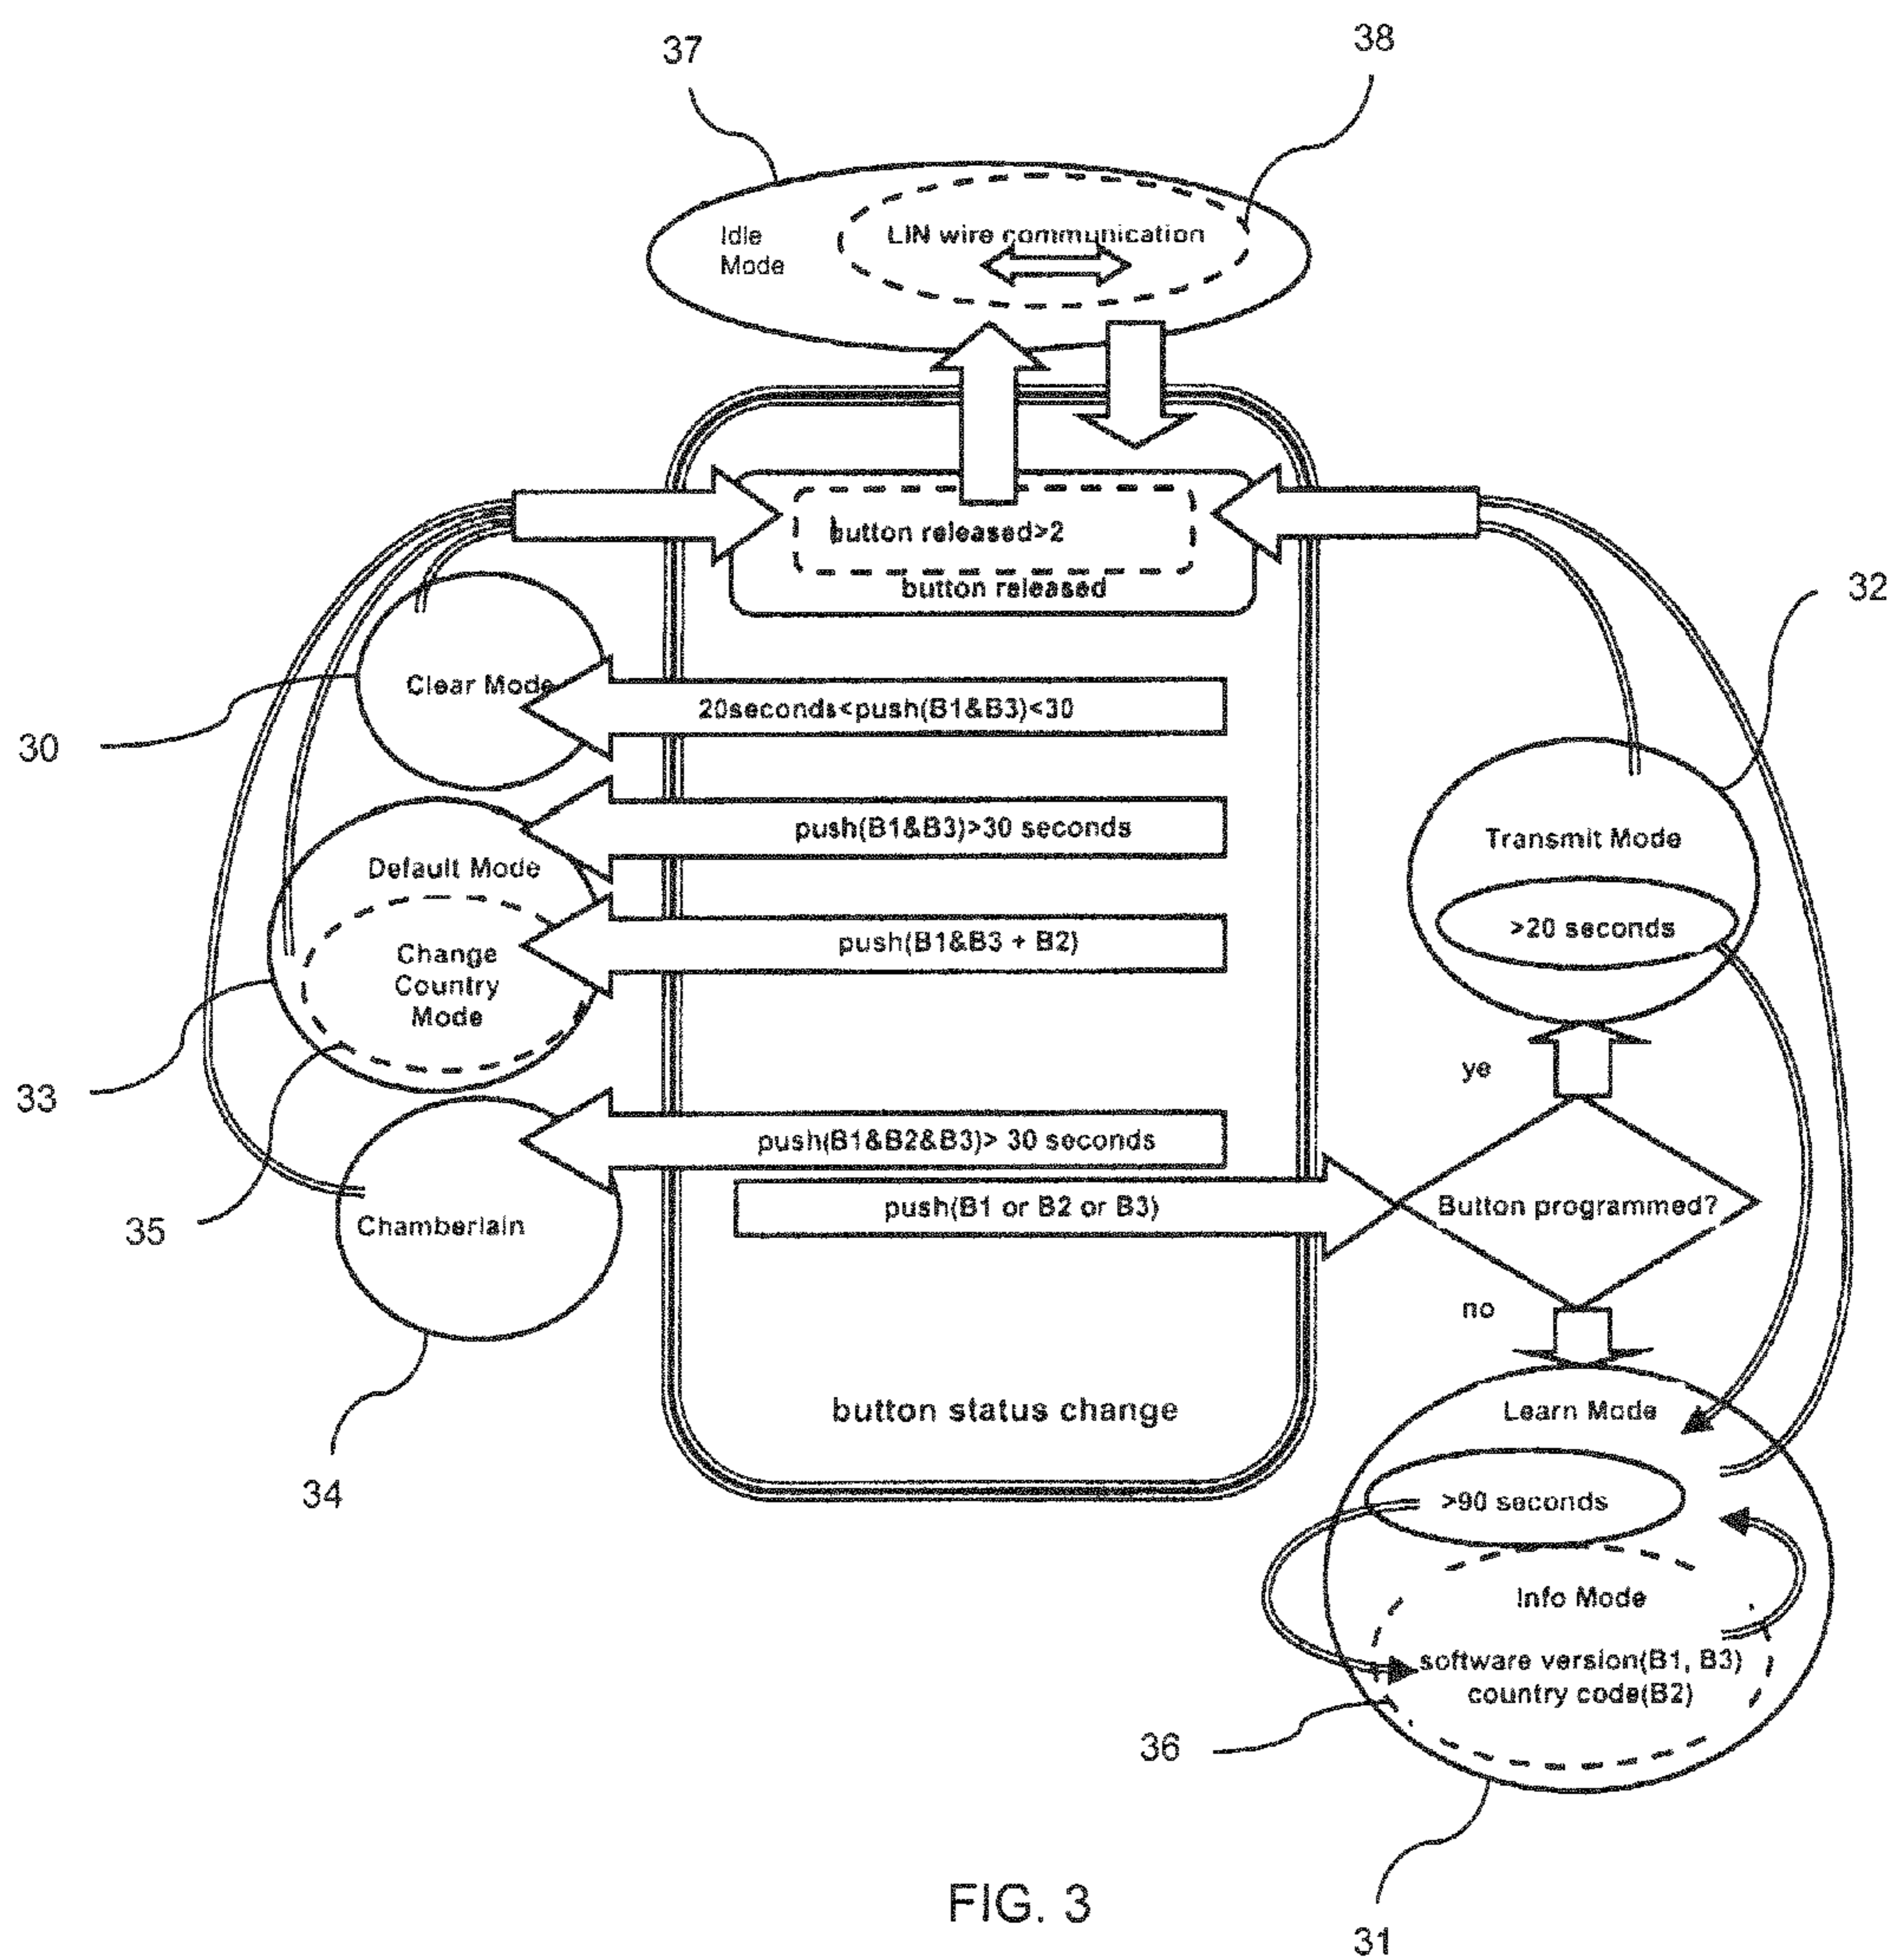 37
38
Idle
Mode
LIN wire communication
button released>2
button released
32
Clear Mode
20seconds<push(B1&B3)<30
30
push(B1&B3)>30 seconds
Transmit Mode
Default Mode
>20 seconds
push(B1&B3 + B2)
Change
Country
Mode
33
ye
push(B1&B2&B3)> 30 seconds
35
push(B1 or B2 or B3)
Button programmed?
Chamberlain
no
button status change
Learn Mode
34
>90 seconds
Info Mode
software version(B1, B3)
country code(B2)
36
FIG. 3
31